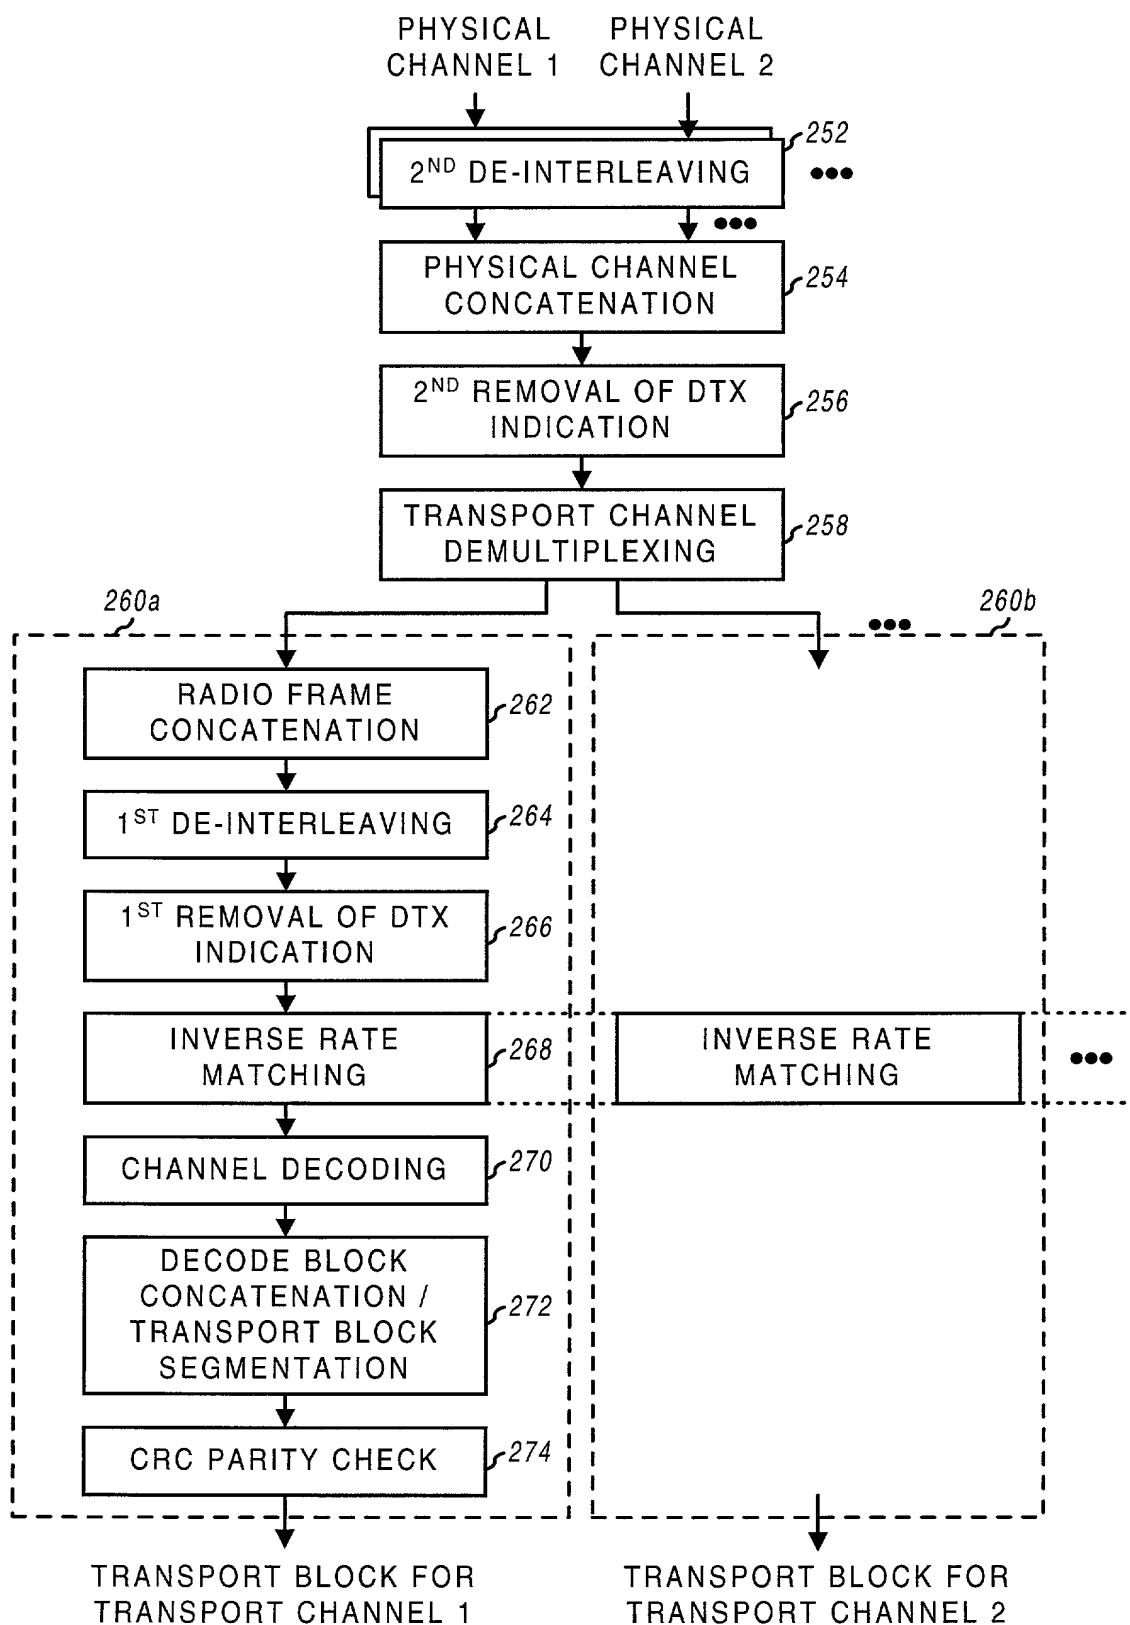 PHYSICAL CHANNEL 1
PHYSICAL CHANNEL 2
252
2ND DE-INTERLEAVING
PHYSICAL CHANNEL
CONCATENATION
254
2ND REMOVAL OF DTX
INDICATION
256
TRANSPORT CHANNEL
DEMULTIPLEXING
258
260a
260b
RADIO FRAME
CONCATENATION
262
1ST DE-INTERLEAVING
264
1ST REMOVAL OF DTX
INDICATION
266
INVERSE RATE
MATCHING
268
INVERSE RATE
MATCHING
CHANNEL DECODING
270
DECODE BLOCK
CONCATENATION /
TRANSPORT BLOCK
SEGMENTATION
272
CRC PARITY CHECK
274
TRANSPORT BLOCK FOR
TRANSPORT CHANNEL 1
TRANSPORT BLOCK FOR
TRANSPORT CHANNEL 2